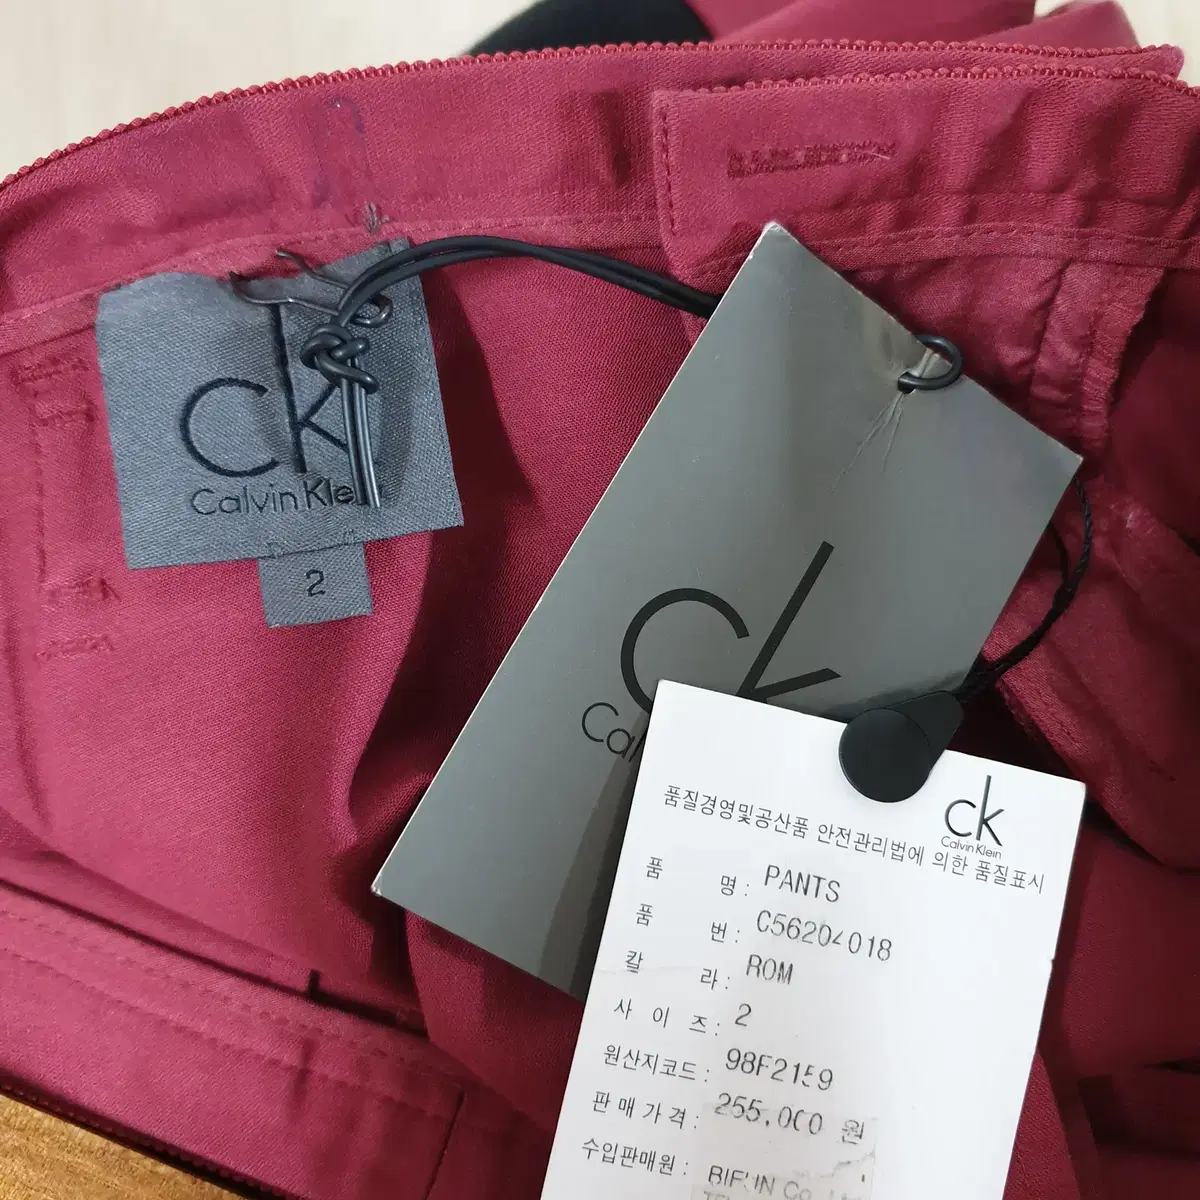 ck
Calvin Klein
2
ck
ck
Calvin Klein
품질경영및공산품 안전관리법에 의한 품질표시
품 명: PANTS
품 번: C56204018
칼 라: ROM
사 이 즈: 2
원산지코드: 98F2159
판매가격: 255,000 원
수입판매원: